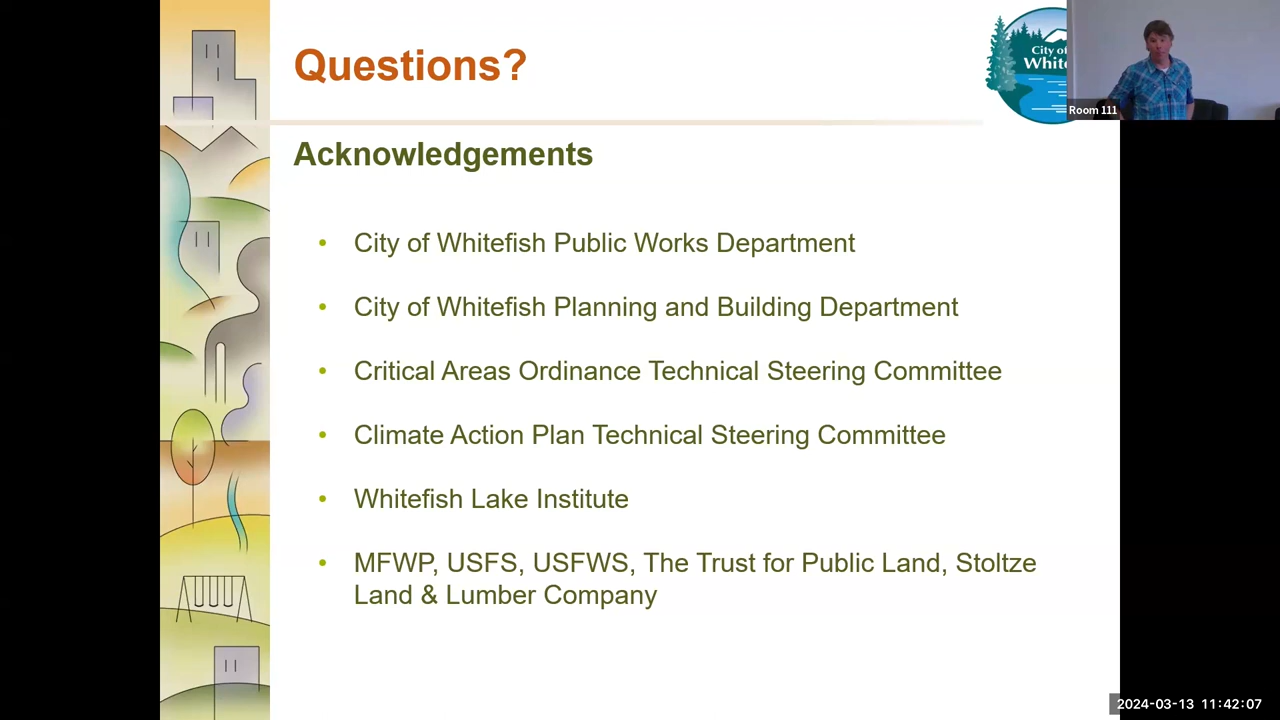 Questions?
City of
White
Room 111
Acknowledgements
• City of Whitefish Public Works Department
• City of Whitefish Planning and Building Department
• Critical Areas Ordinance Technical Steering Committee
• Climate Action Plan Technical Steering Committee
• Whitefish Lake Institute
• MFWP, USFS, USFWS, The Trust for Public Land, Stoltze
Land & Lumber Company
2024-03-13 11:42:07